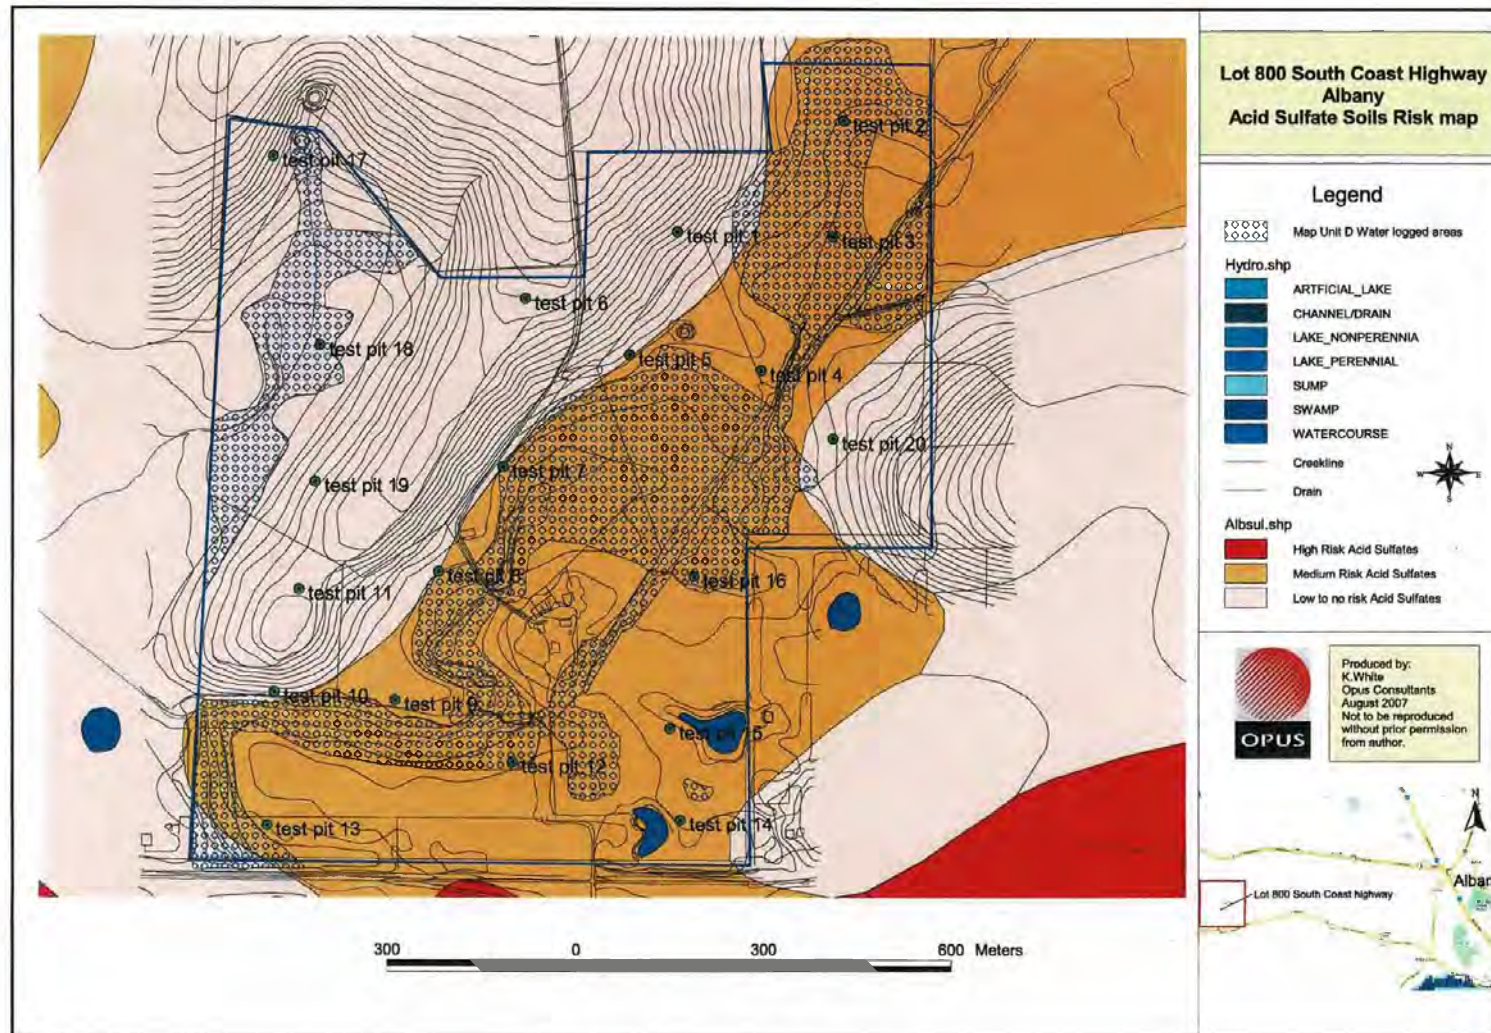 Lot 800 South Coast Highway
Albany
Acid Sulfate Soils Risk map
Legend
Map Unit D Water logged areas
Hydro.shp
ARTFICIAL_LAKE
CHANNEL/DRAIN
LAKE_NONPERENNIA
LAKE_PERENNIAL
SUMP
SWAMP
WATERCOURSE
Creekline
Drain
N
W E
S
Albsul.shp
High Risk Acid Sulfates
Medium Risk Acid Sulfates
Low to no risk Acid Sulfates
OPUS
Produced by:
K.White
Opus Consultants
August 2007
Not to be reproduced
without prior permission
from author.
N
Alban
Lot 800 South Coast highway
test pit 17
test pit 2
test pit 1
test pit 3
test pit 6
test pit 18
test pit 5
test pit 4
test pit 20
test pit 7
test pit 19
test pit 8
test pit 16
test pit 11
test pit 10
test pit 9
test pit 15
test pit 12
test pit 13
test pit 14
300 0 300 600 Meters